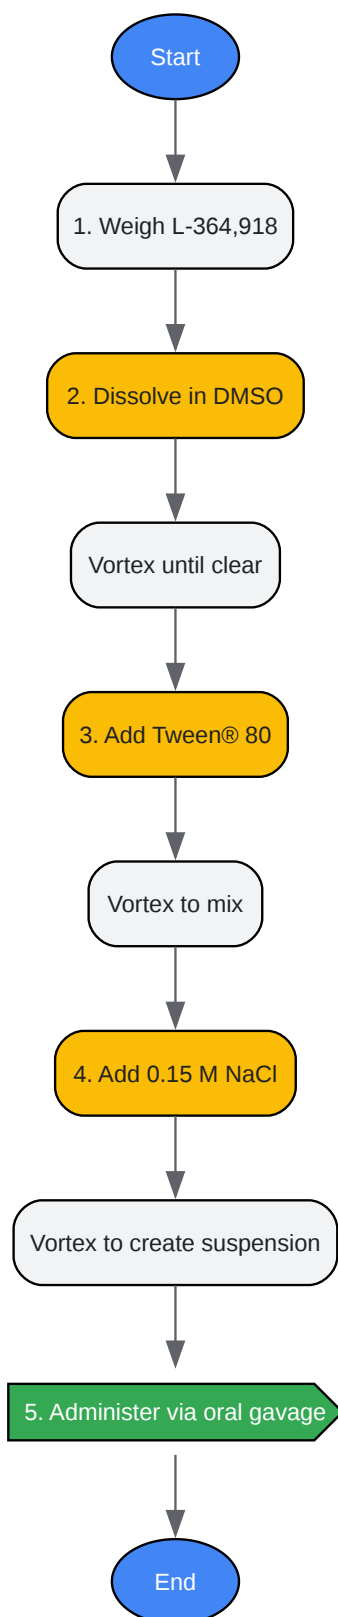 Start
1. Weigh L-364,918
2. Dissolve in DMSO
Vortex until clear
3. Add Tween® 80
Vortex to mix
4. Add 0.15 M NaCl
Vortex to create suspension
5. Administer via oral gavage
End